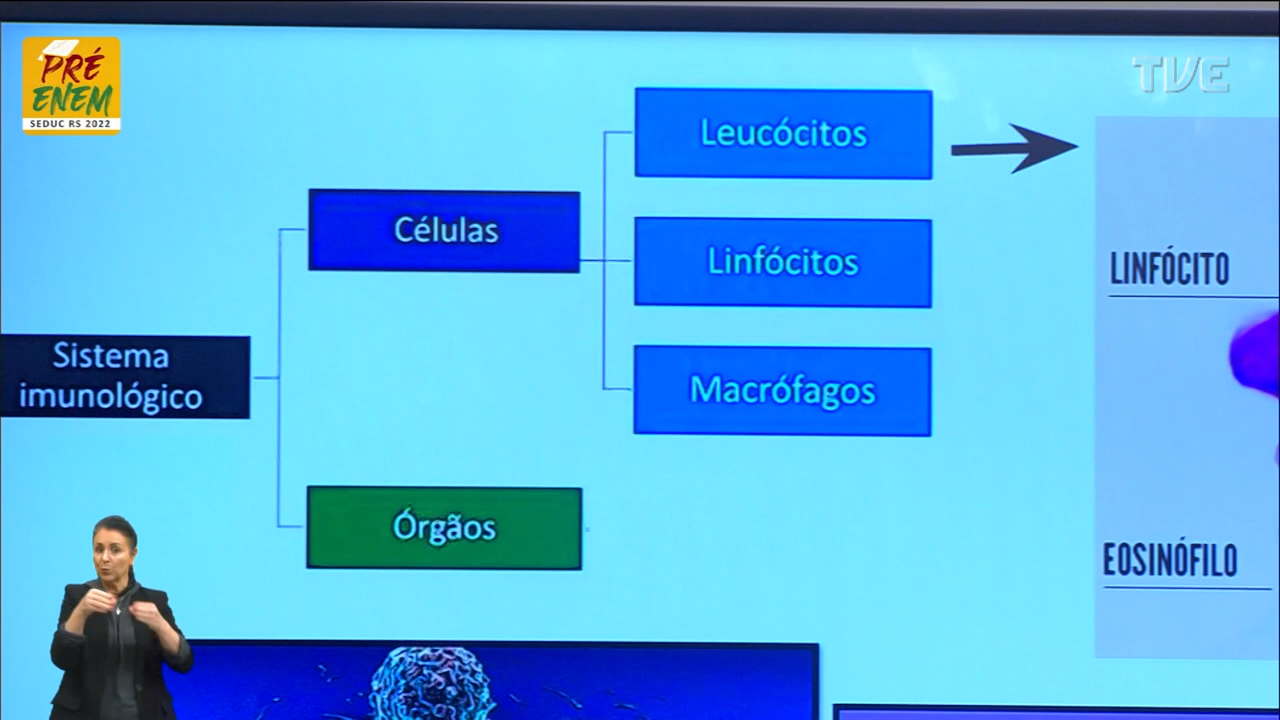 PRÉ
ENEM
SEDUC RS 2022
TVE
Leucócitos
Células
Linfócitos
LINFÓCITO
Sistema
imunológico
Macrófagos
Órgãos
EOSINÓFILO